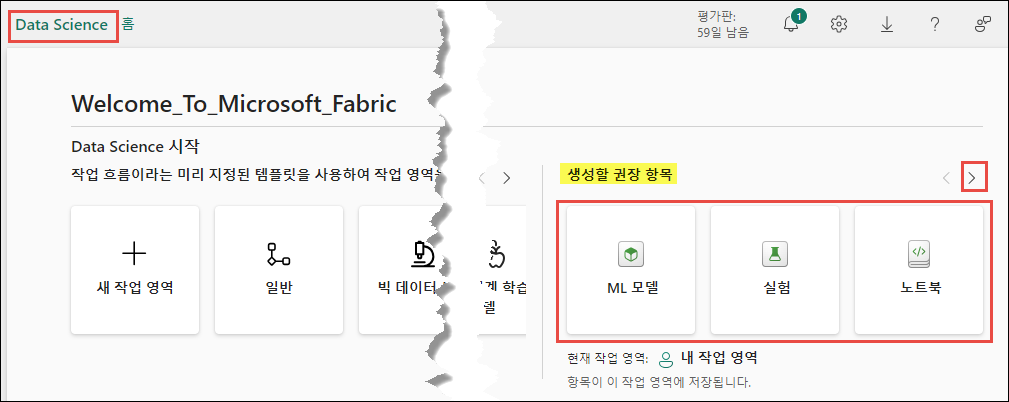 Data Science 홈
평가판:
59일 남음
1
Welcome_To_Microsoft_Fabric
Data Science 시작
작업 흐름이라는 미리 지정된 템플릿을 사용하여 작업 영역
생성할 권장 항목
새 작업 영역
일반
빅 데이터
학습
델
ML 모델
실험
노트북
현재 작업 영역: 내 작업 영역
항목이 이 작업 영역에 저장됩니다.